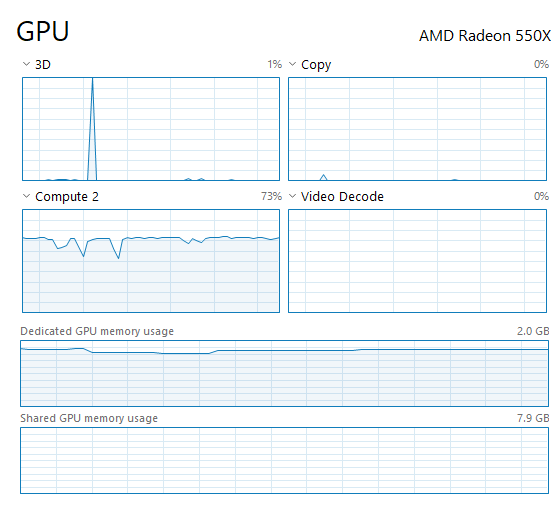 GPU
AMD Radeon 550X
3D 1%
Copy 0%
Compute 2 73%
Video Decode 0%
Dedicated GPU memory usage 2.0 GB
Shared GPU memory usage 7.9 GB